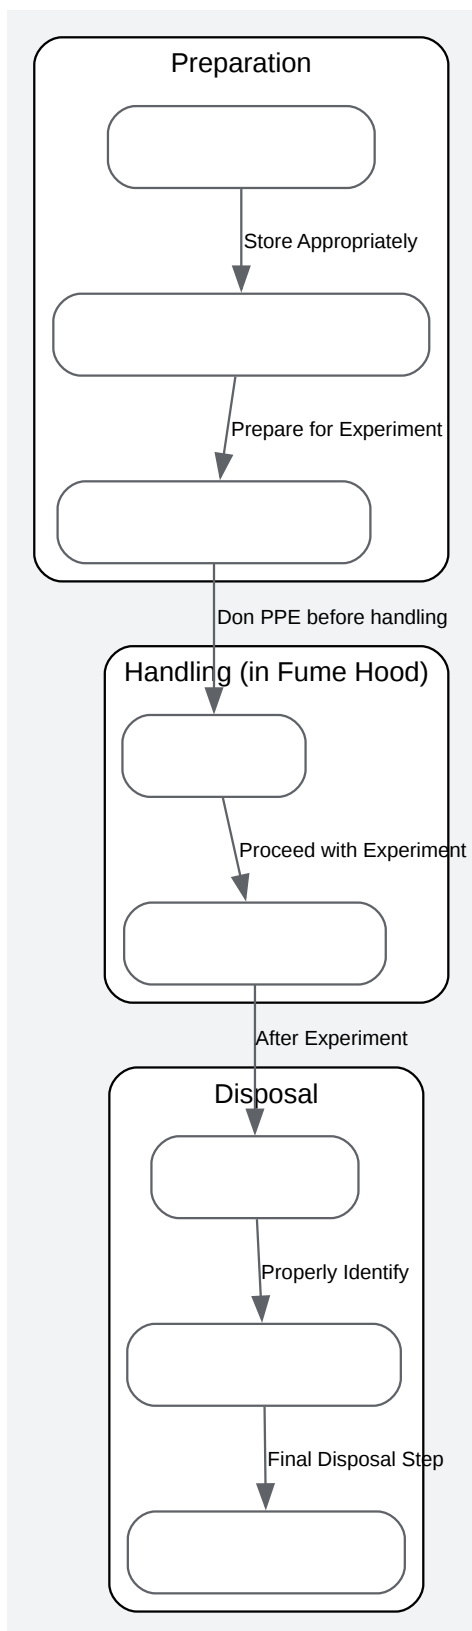 Preparation
Store Appropriately
Prepare for Experiment
Don PPE before handling
Handling (in Fume Hood)
Proceed with Experiment
After Experiment
Disposal
Properly Identify
Final Disposal Step